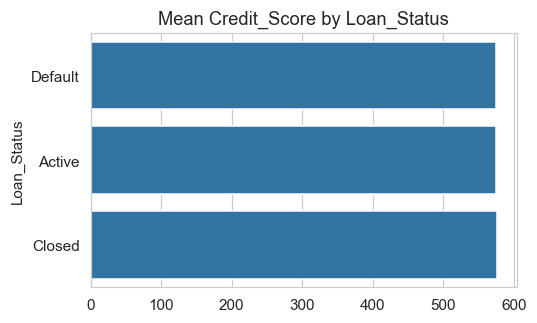 Mean Credit_Score by Loan_Status
Loan_Status
Default
Active
Closed
0 100 200 300 400 500 600